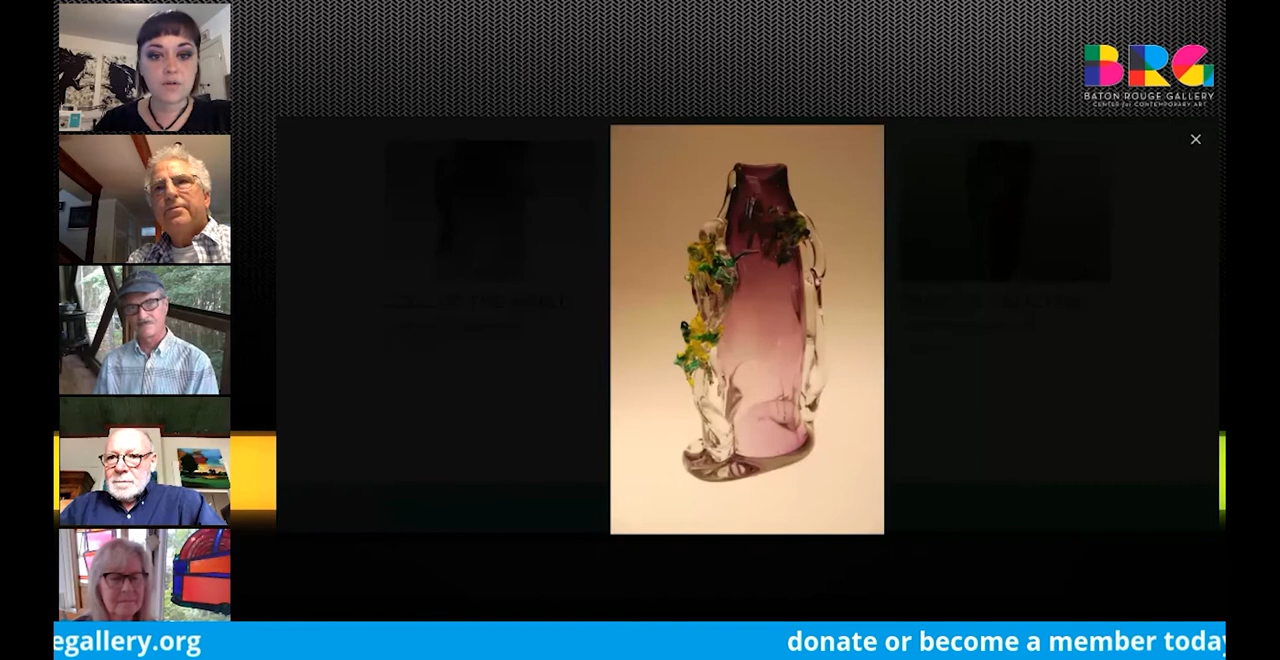 BRG
BATON ROUGE GALLERY
CENTER for CONTEMPORARY ART
egallery.org
donate or become a member today